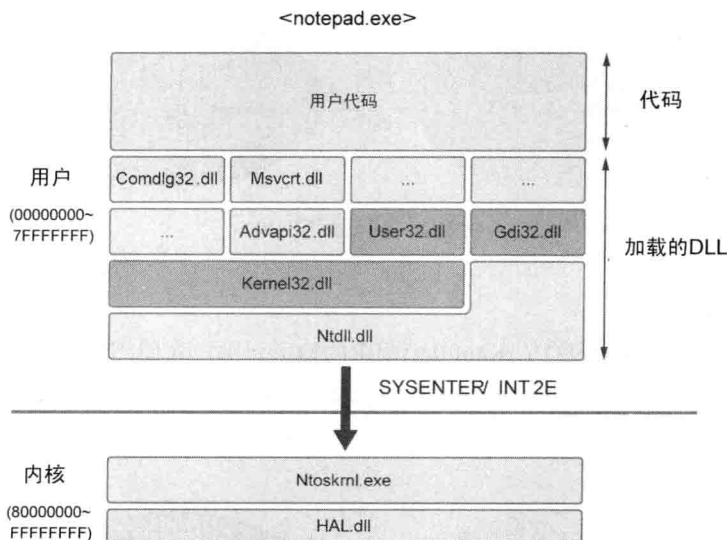 <notepad.exe>
用户代码
代码
用户
(00000000~
7FFFFFFF)
Comdlg32.dll
Msvcrt.dll
...
...
...
Advapi32.dll
User32.dll
Gdi32.dll
加载的DLL
Kernel32.dll
Ntdll.dll
SYSENTER/ INT 2E
内核
(80000000~
FFFFFFFF)
Ntoskrnl.exe
HAL.dll